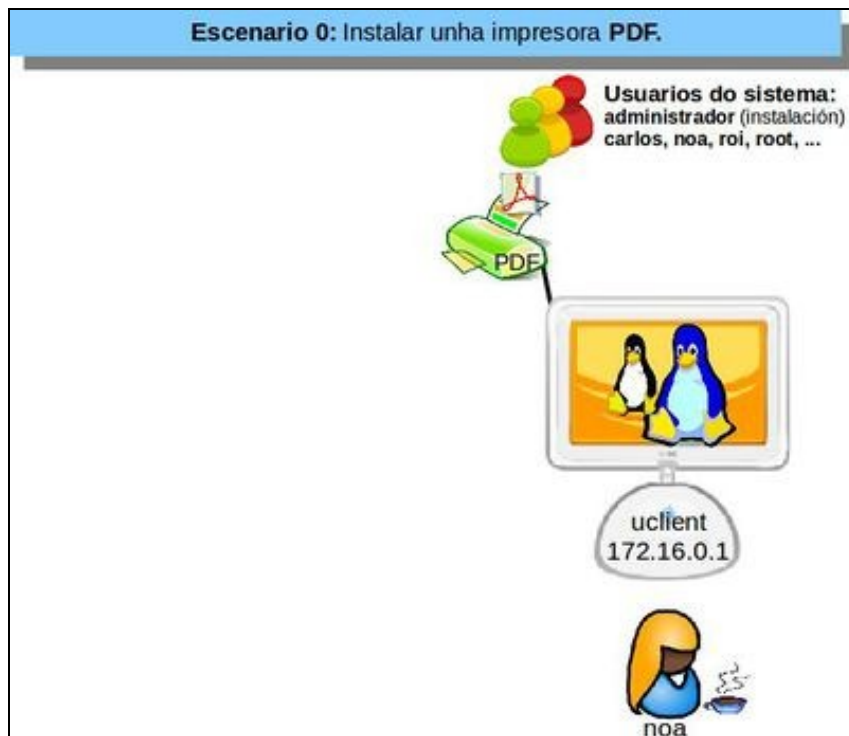 Escenario 0: Instalar unha impresora PDF.
Usuarios do sistema:
administrador (instalación)
carlos, noa, roi, root, ...
PDF
uclient
172.16.0.1
noa